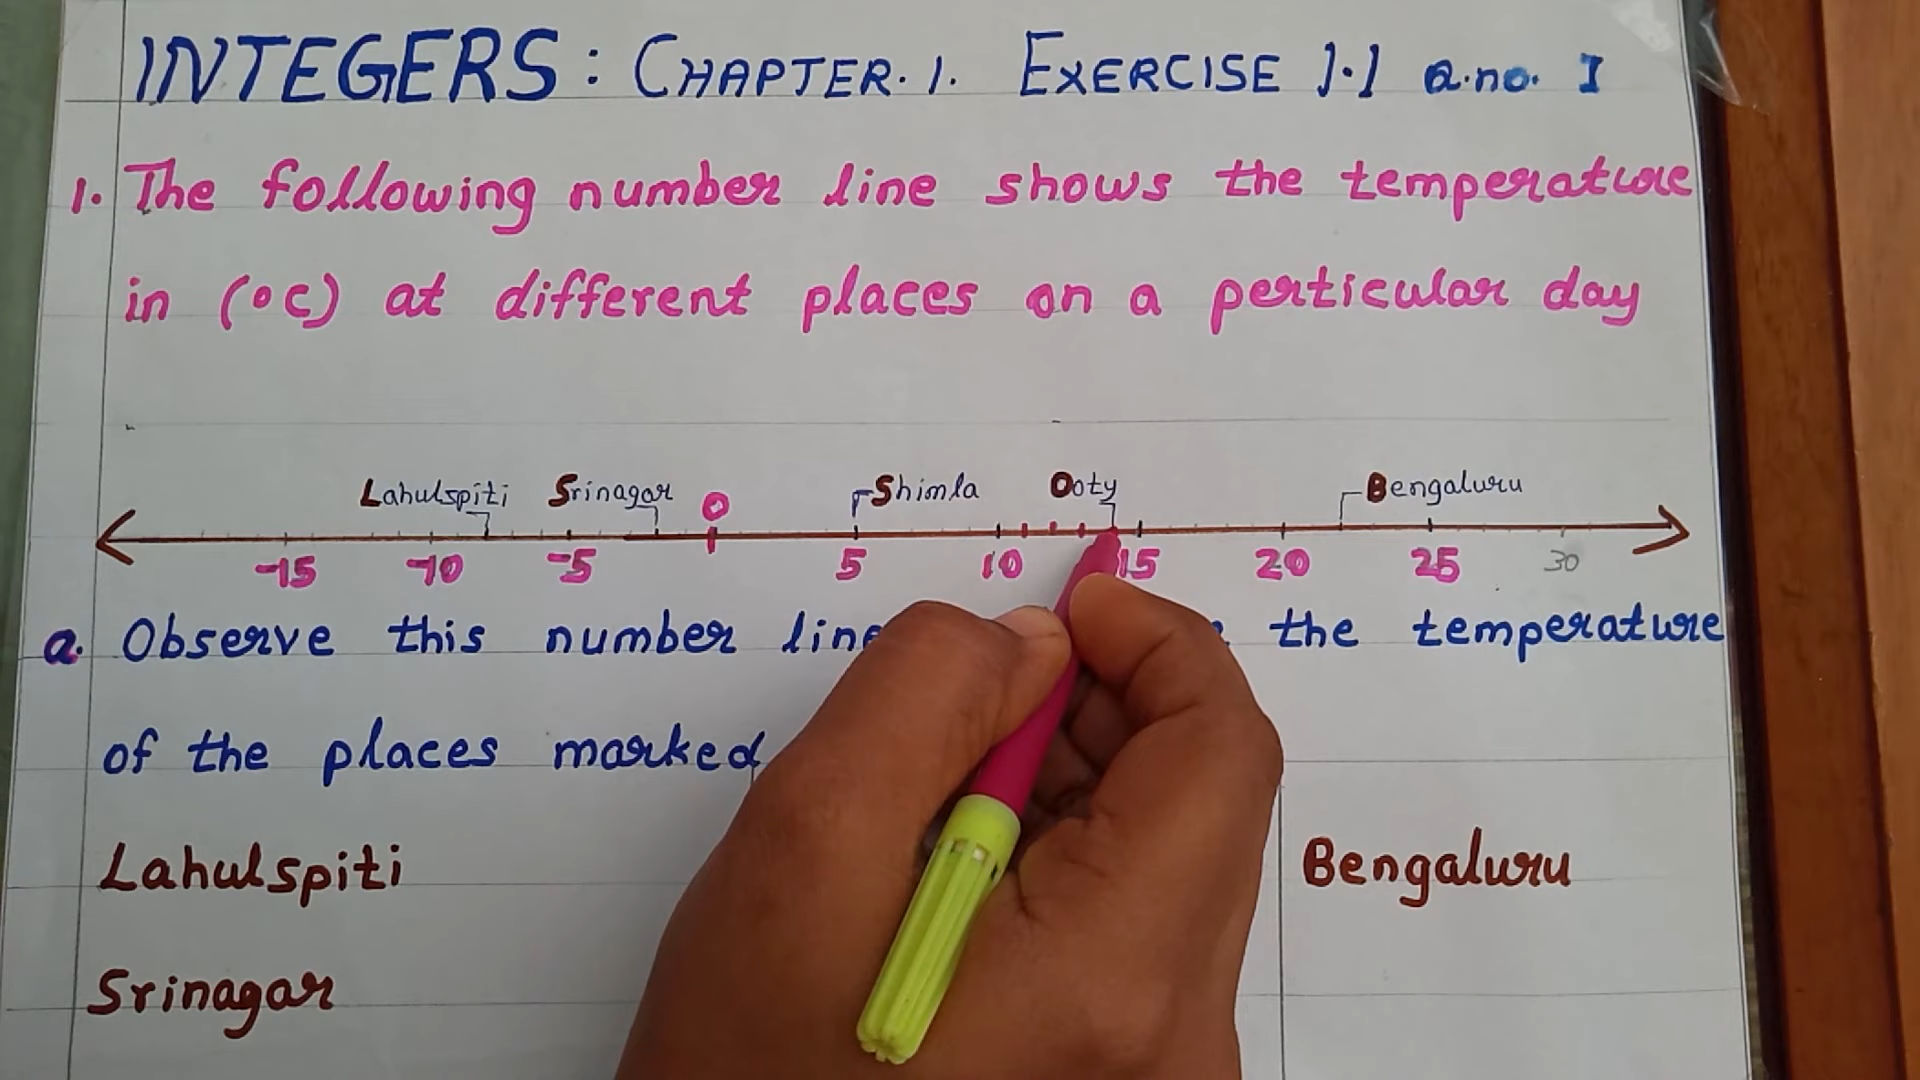 INTEGERS: CHAPTER.1. EXERCISE 1.1 Q.no. 1
1. The following number line shows the temperature
in (°C) at different places on a perticular day
Lahulspiti Srinagar 0 Shimla Ooty Bengaluru
-15 -10 -5 5 10 15 20 25 30
a. Observe this number line the temperature
of the places marked
Lahulspiti Bengaluru
Srinagar